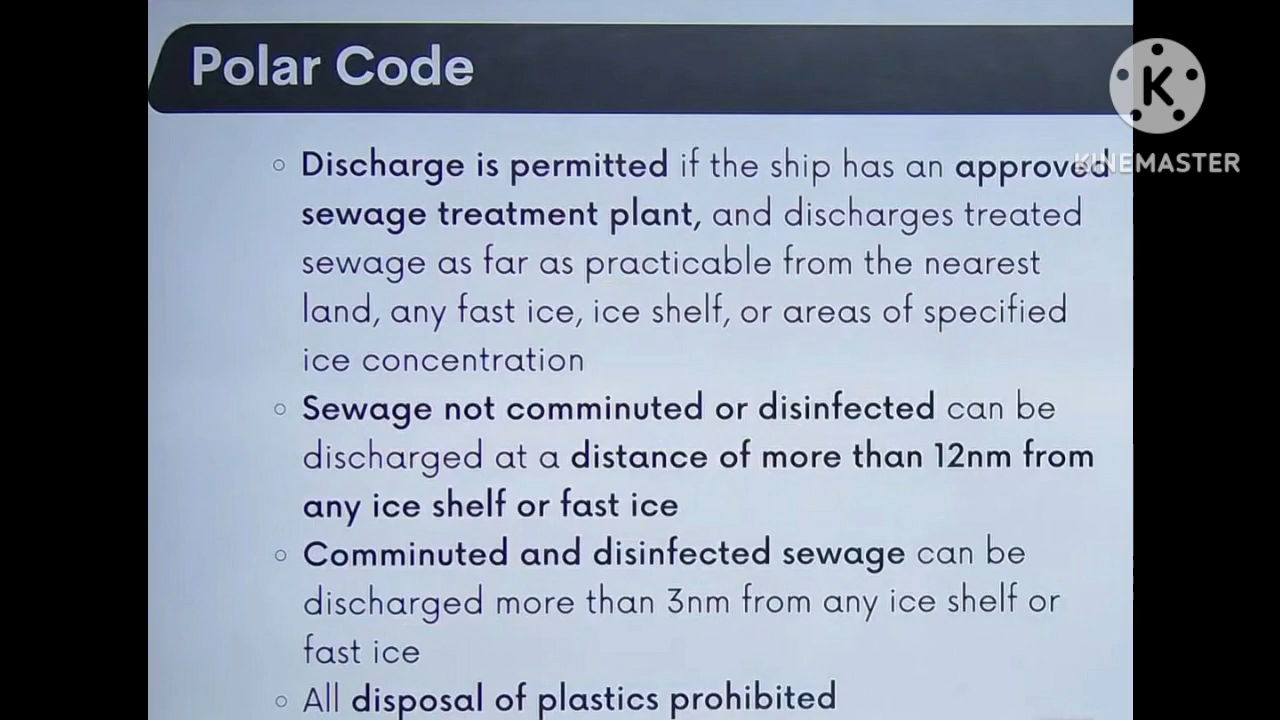 Polar Code
K
KINEMASTER
○ Discharge is permitted if the ship has an approved
sewage treatment plant, and discharges treated
sewage as far as practicable from the nearest
land, any fast ice, ice shelf, or areas of specified
ice concentration
○ Sewage not comminuted or disinfected can be
discharged at a distance of more than 12nm from
any ice shelf or fast ice
○ Comminuted and disinfected sewage can be
discharged more than 3nm from any ice shelf or
fast ice
○ All disposal of plastics prohibited